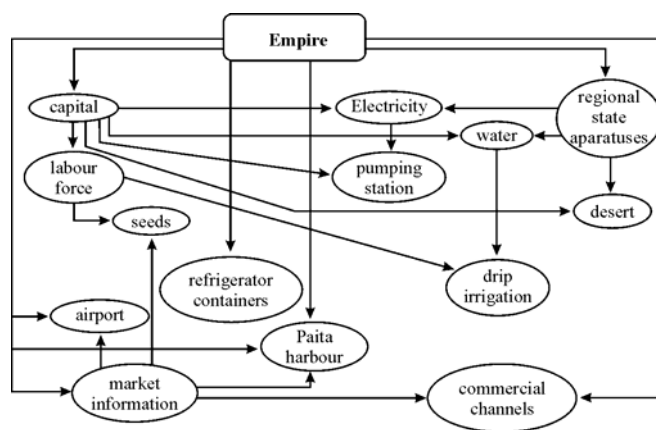 Empire
capital
Electricity
regional
state
aparatuses
water
labour
force
pumping
station
seeds
desert
refrigerator
containers
drip
irrigation
airport
Paita
harbour
market
information
commercial
channels